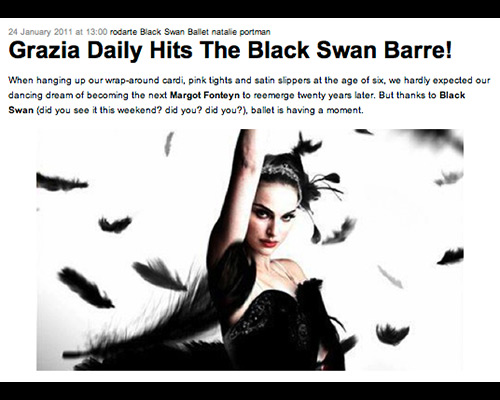 24 January 2011 at 13:00 rodarte Black Swan Ballet natalie portman
Grazia Daily Hits The Black Swan Barre!
When hanging up our wrap-around cardi, pink tights and satin slippers at the age of six, we hardly expected our
dancing dream of becoming the next Margot Fonteyn to reemerge twenty years later. But thanks to Black
Swan (did you see it this weekend? did you? did you?), ballet is having a moment.